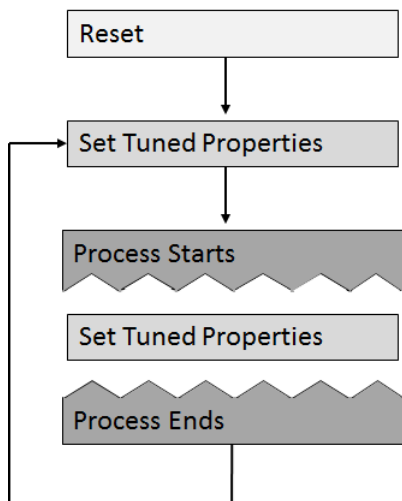 Reset
Set Tuned Properties
Process Starts
Set Tuned Properties
Process Ends